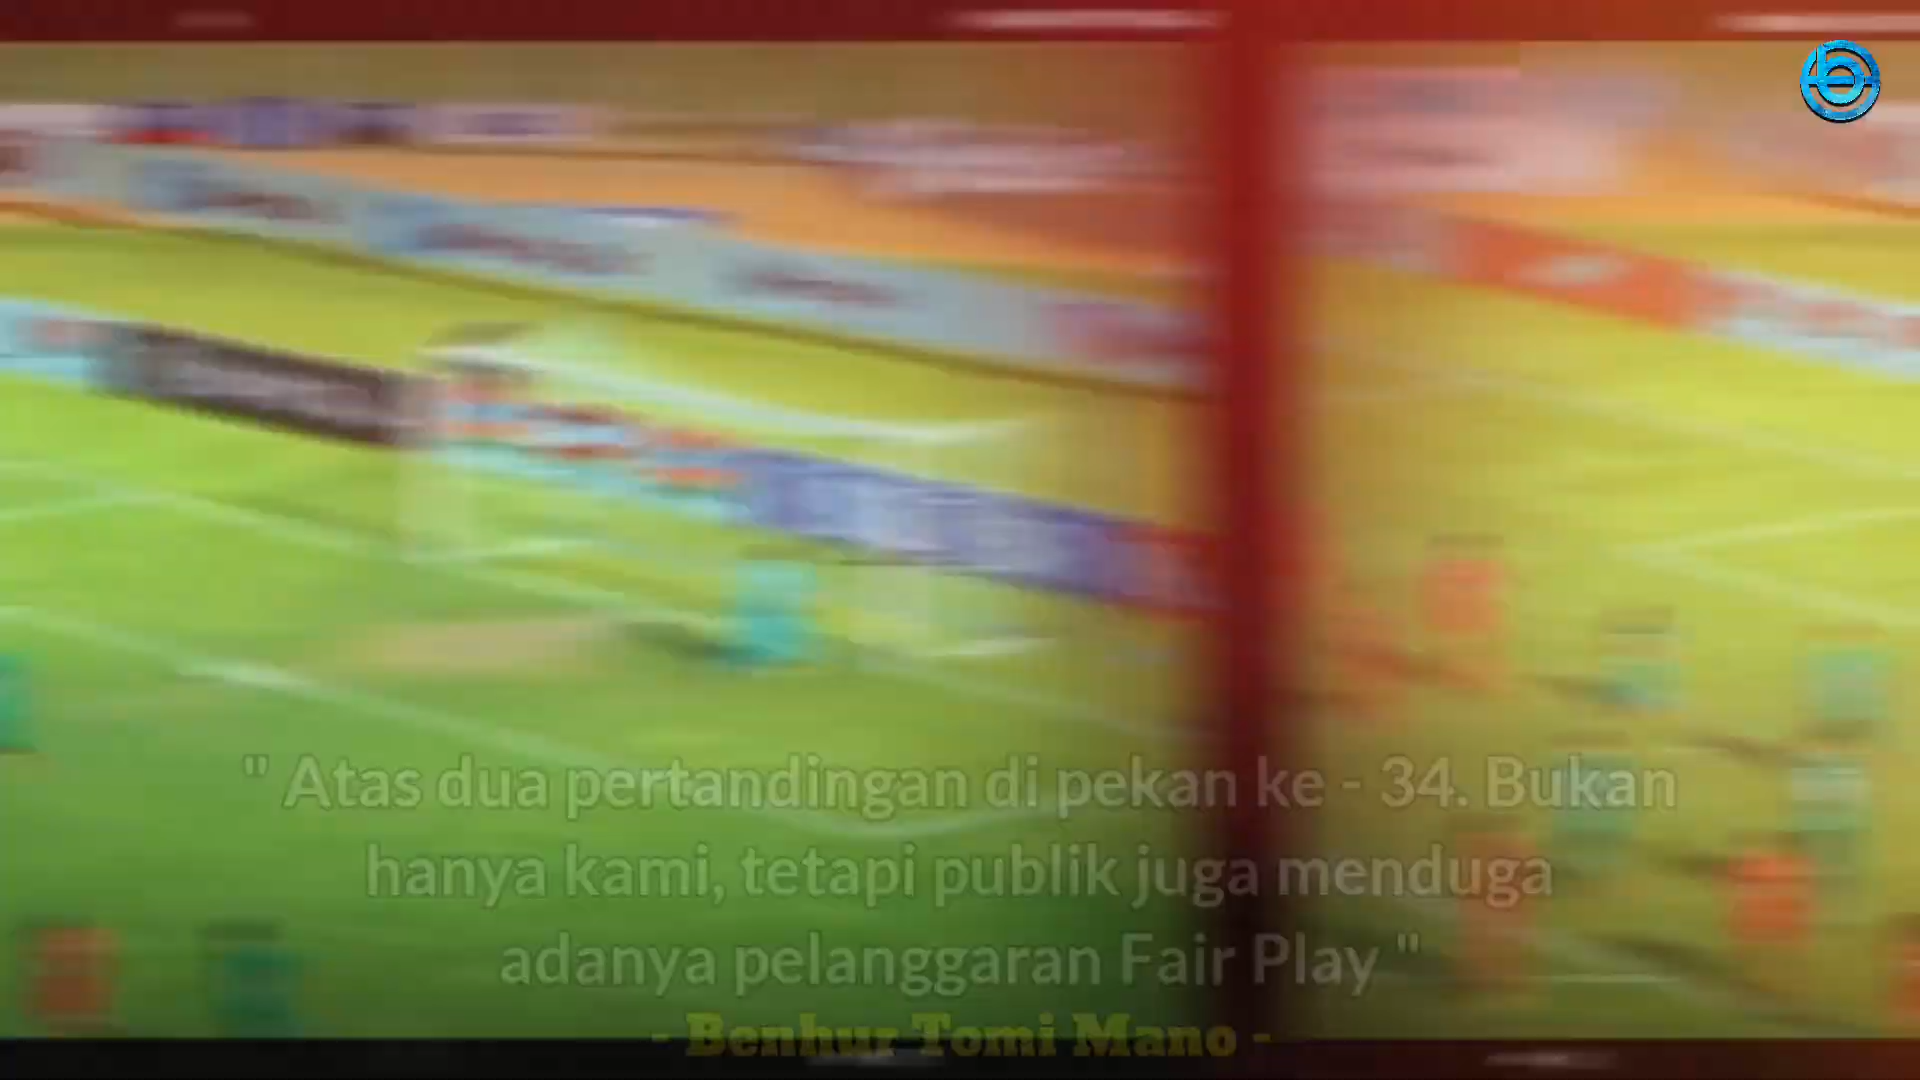 " Atas dua pertandingan di pekan ke - 34. Bukan
hanya kami, tetapi publik juga menduga
adanya pelanggaran Fair Play "
- Benhur Tomi Mano -